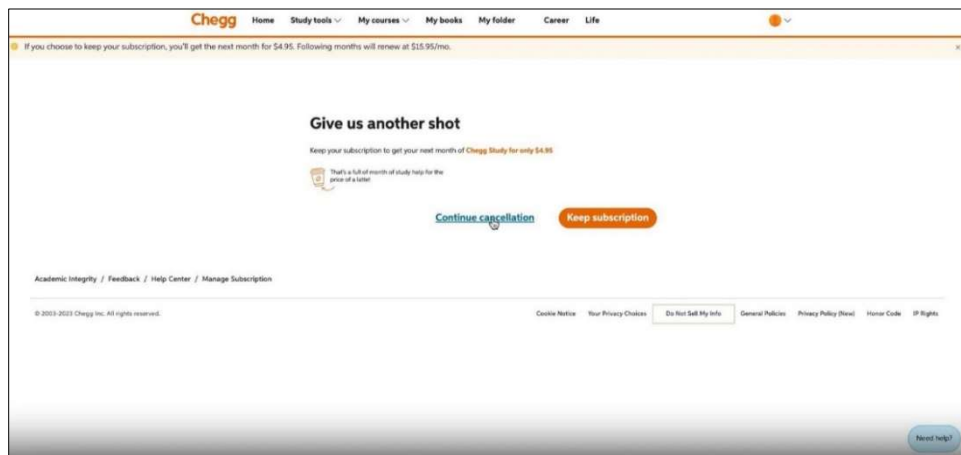 Chegg Home Study tools My courses My books My folder Career Life
If you choose to keep your subscription, you'll get the next month for $4.95. Following months will renew at $15.95/mo.
Give us another shot
Keep your subscription to get your next month of Chegg Study for only $4.95
That's a full of month of study help for the
price of a latte!
Continue cancellation Keep subscription
Academic Integrity / Feedback / Help Center / Manage Subscription
© 2003-2023 Chegg Inc. All rights reserved. Cookie Notice Your Privacy Choices Do Not Sell My Info General Policies Privacy Policy (New) Honor Code IP Rights
Need help?